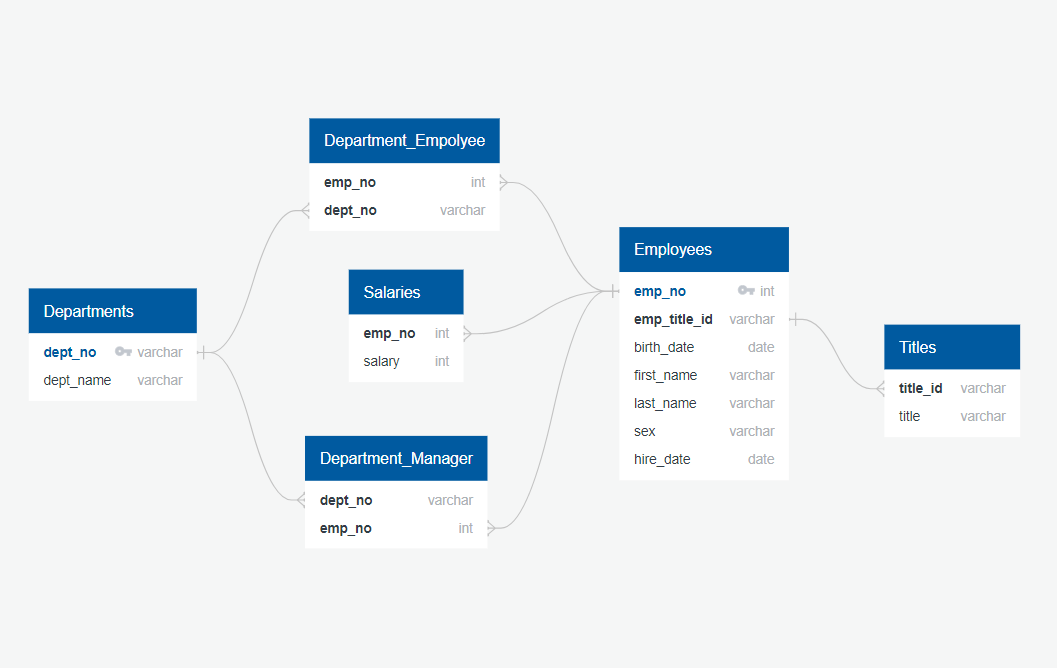 Department_Empolyee
emp_no int
dept_no varchar
Employees
emp_no int
emp_title_id varchar
birth_date date
first_name varchar
last_name varchar
sex varchar
hire_date date
Salaries
emp_no int
salary int
Departments
dept_no varchar
dept_name varchar
Titles
title_id varchar
title varchar
Department_Manager
dept_no varchar
emp_no int